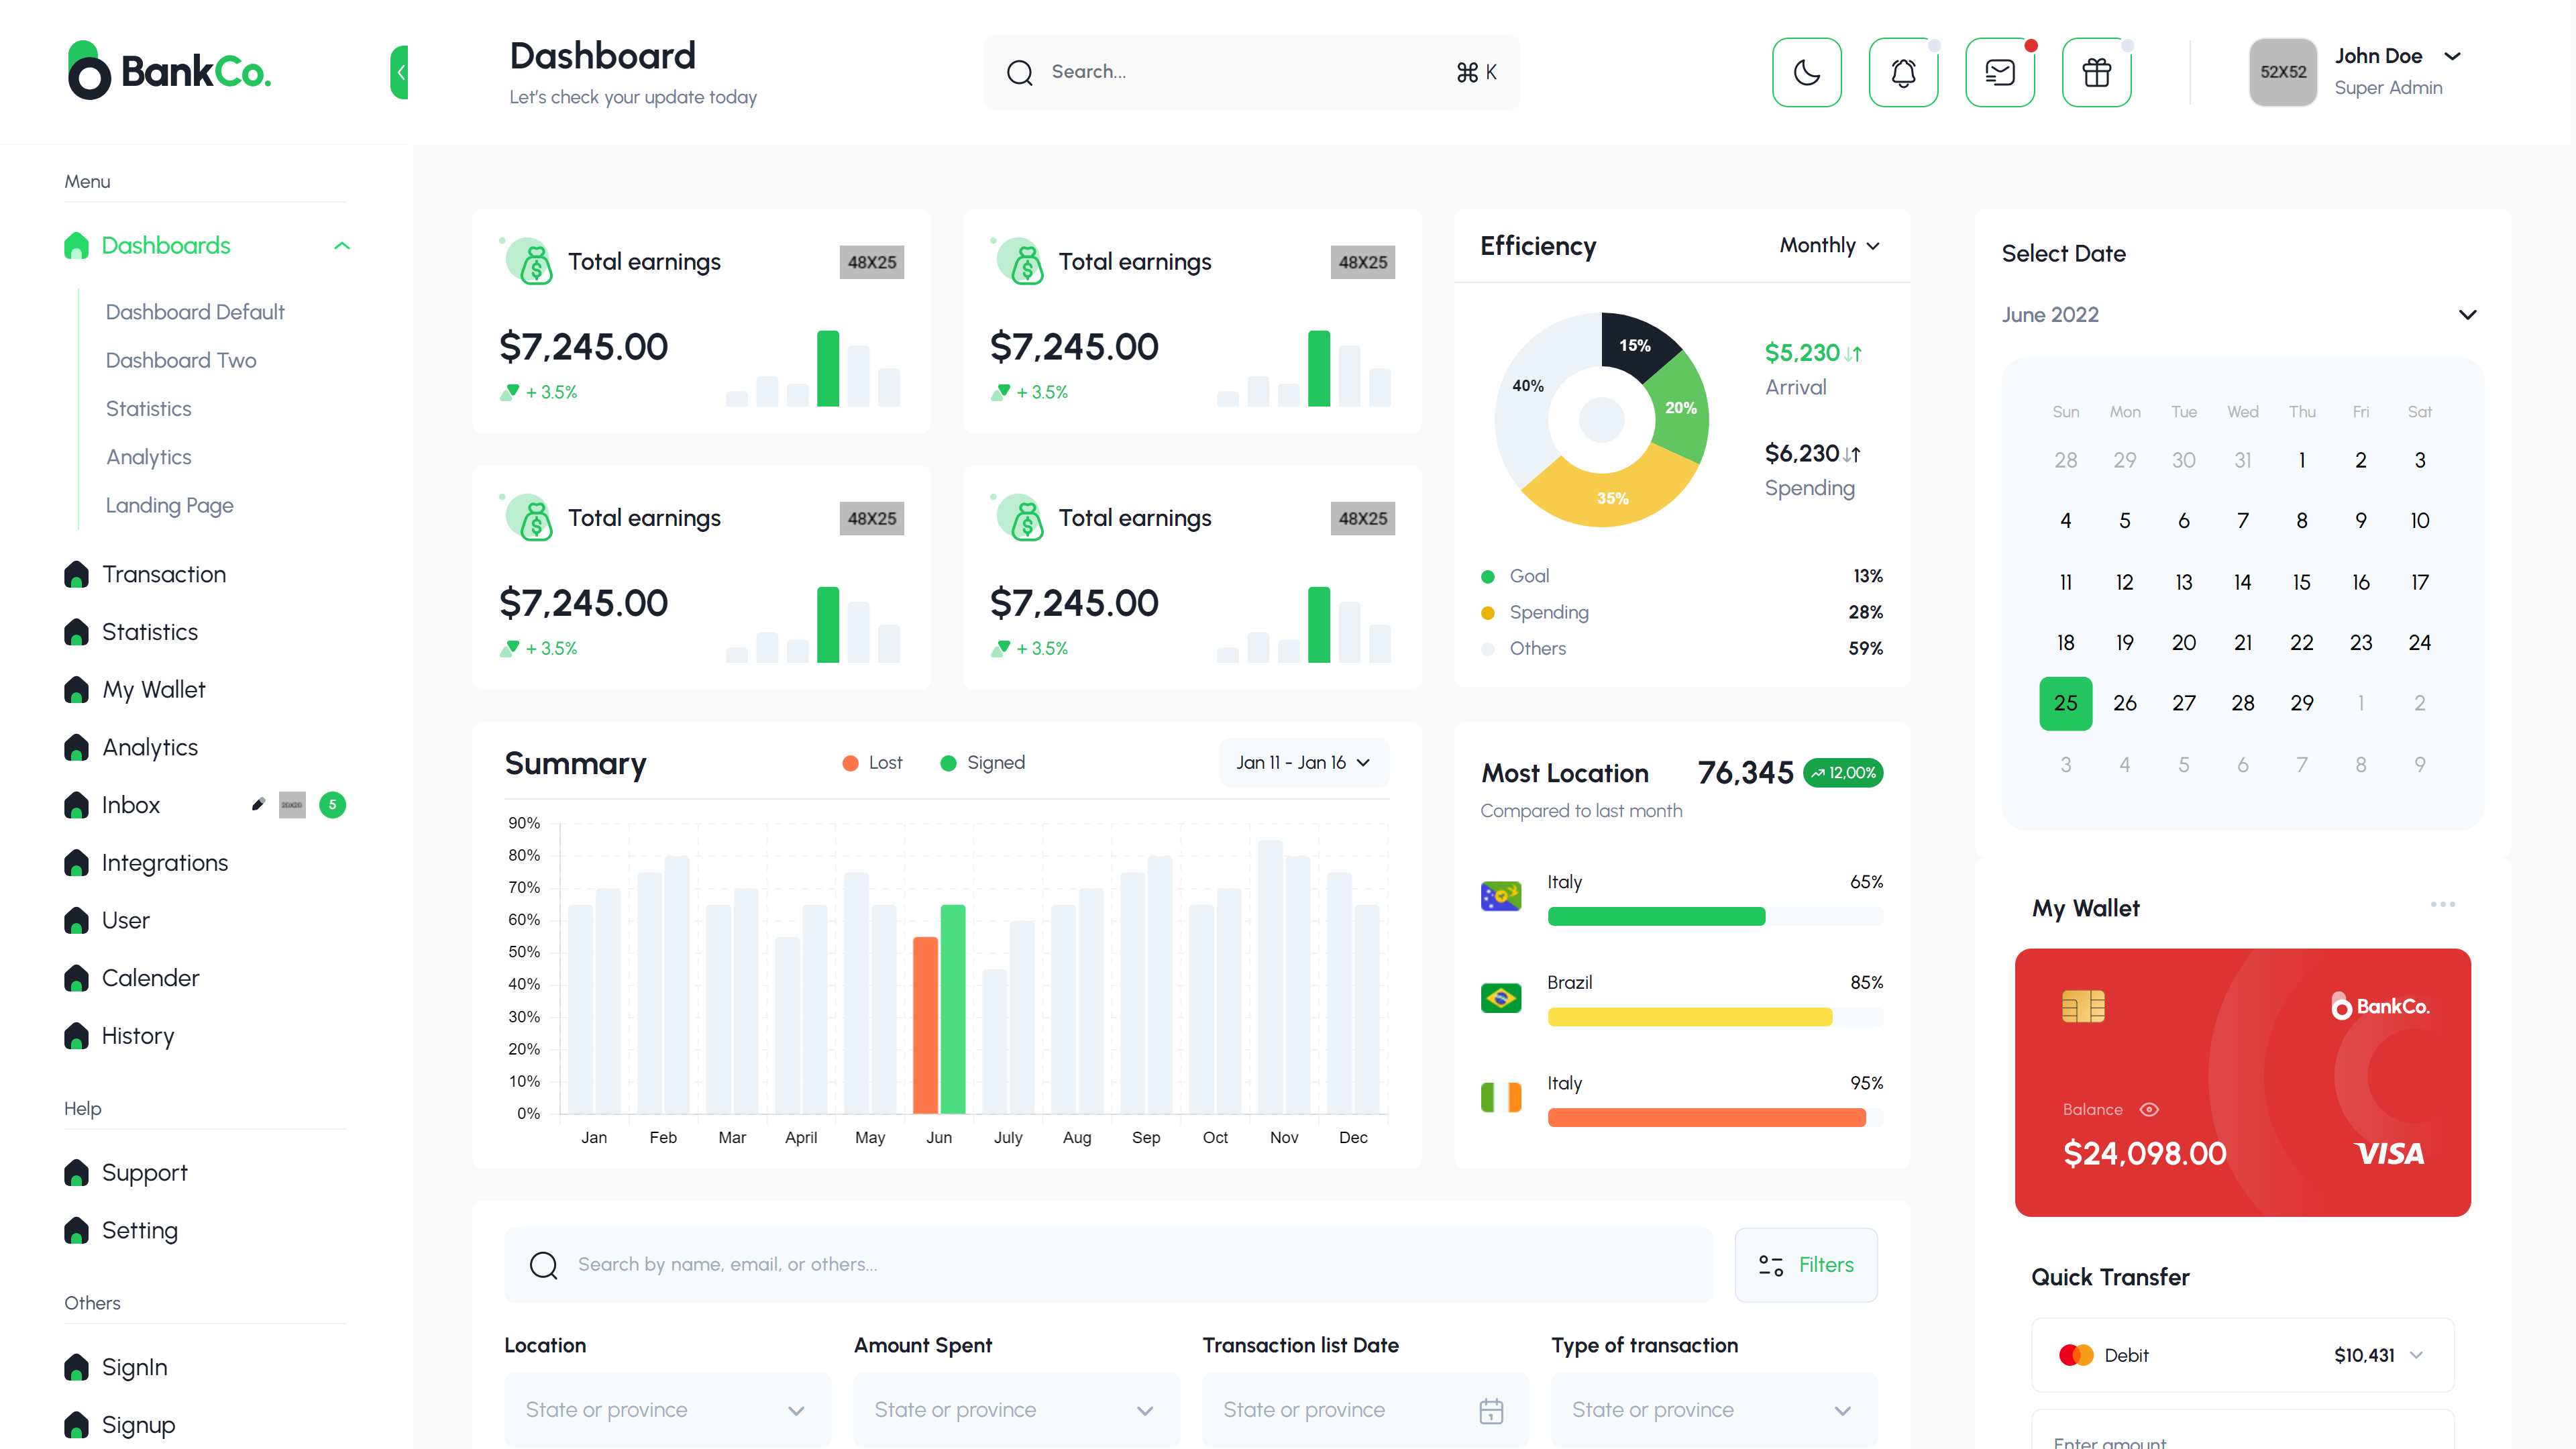 BankCo.
Dashboard
Let's check your update today
Search...
⌘ K
52X52
John Doe
Super Admin
Menu
Dashboards
Dashboard Default
Dashboard Two
Statistics
Analytics
Landing Page
Transaction
Statistics
My Wallet
Analytics
Inbox
5
Integrations
User
Calender
History
Help
Support
Setting
Others
SignIn
Signup
Total earnings
48X25
$7,245.00
+ 3.5%
Total earnings
48X25
$7,245.00
+ 3.5%
Total earnings
48X25
$7,245.00
+ 3.5%
Total earnings
48X25
$7,245.00
+ 3.5%
Efficiency
Monthly
15%
20%
35%
40%
$5,230
Arrival
$6,230
Spending
Goal 13%
Spending 28%
Others 59%
Summary
Lost
Signed
Jan 11 - Jan 16
90%
80%
70%
60%
50%
40%
30%
20%
10%
0%
Jan Feb Mar April May Jun July Aug Sep Oct Nov Dec
Most Location
76,345
12,00%
Compared to last month
Italy 65%
Brazil 85%
Italy 95%
Search by name, email, or others...
Filters
Location
State or province
Amount Spent
State or province
Transaction list Date
State or province
Type of transaction
State or province
Select Date
June 2022
Sun Mon Tue Wed Thu Fri Sat
28 29 30 31 1 2 3
4 5 6 7 8 9 10
11 12 13 14 15 16 17
18 19 20 21 22 23 24
25 26 27 28 29 1 2
3 4 5 6 7 8 9
My Wallet
BankCo.
Balance
$24,098.00
VISA
Quick Transfer
Debit
$10,431
Enter amount